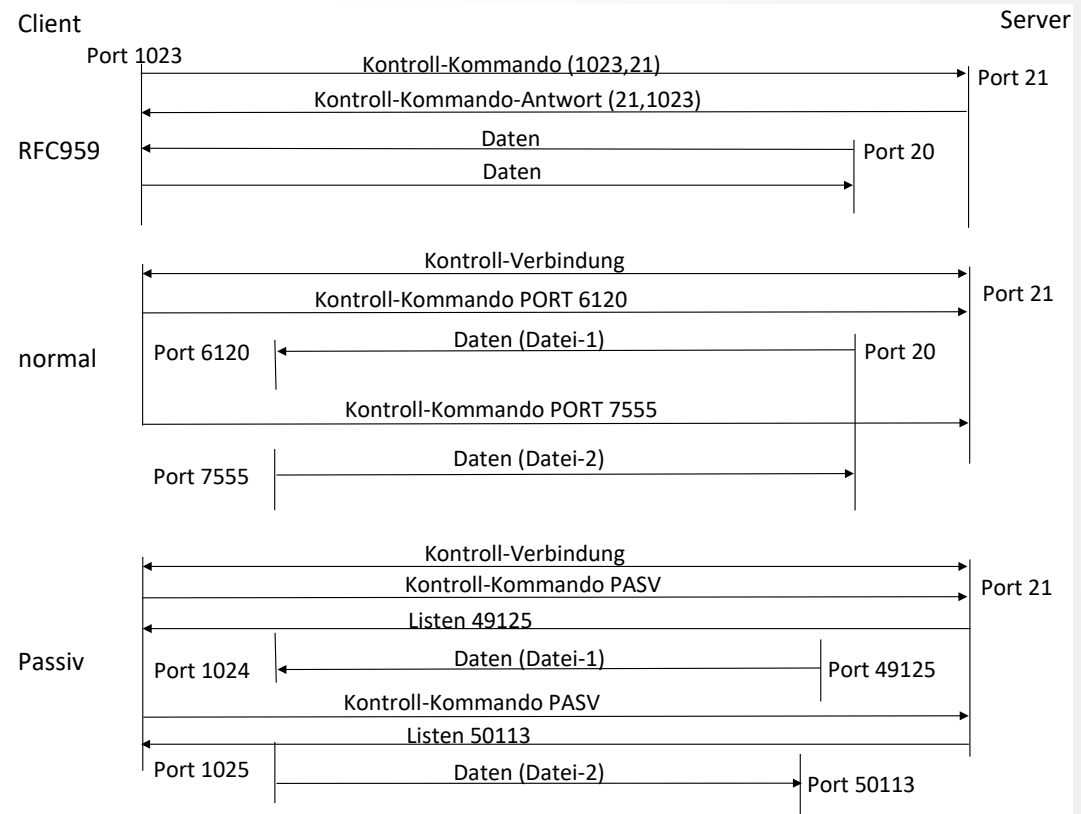 Client
Server
Port 1023
Kontroll-Kommando (1023,21)
Port 21
Kontroll-Kommando-Antwort (21,1023)
RFC959
Daten
Port 20
Daten
Kontroll-Verbindung
Port 21
Kontroll-Kommando PORT 6120
normal
Port 6120
Daten (Datei-1)
Port 20
Kontroll-Kommando PORT 7555
Port 7555
Daten (Datei-2)
Kontroll-Verbindung
Port 21
Kontroll-Kommando PASV
Listen 49125
Passiv
Port 1024
Daten (Datei-1)
Port 49125
Kontroll-Kommando PASV
Listen 50113
Port 1025
Daten (Datei-2)
Port 50113